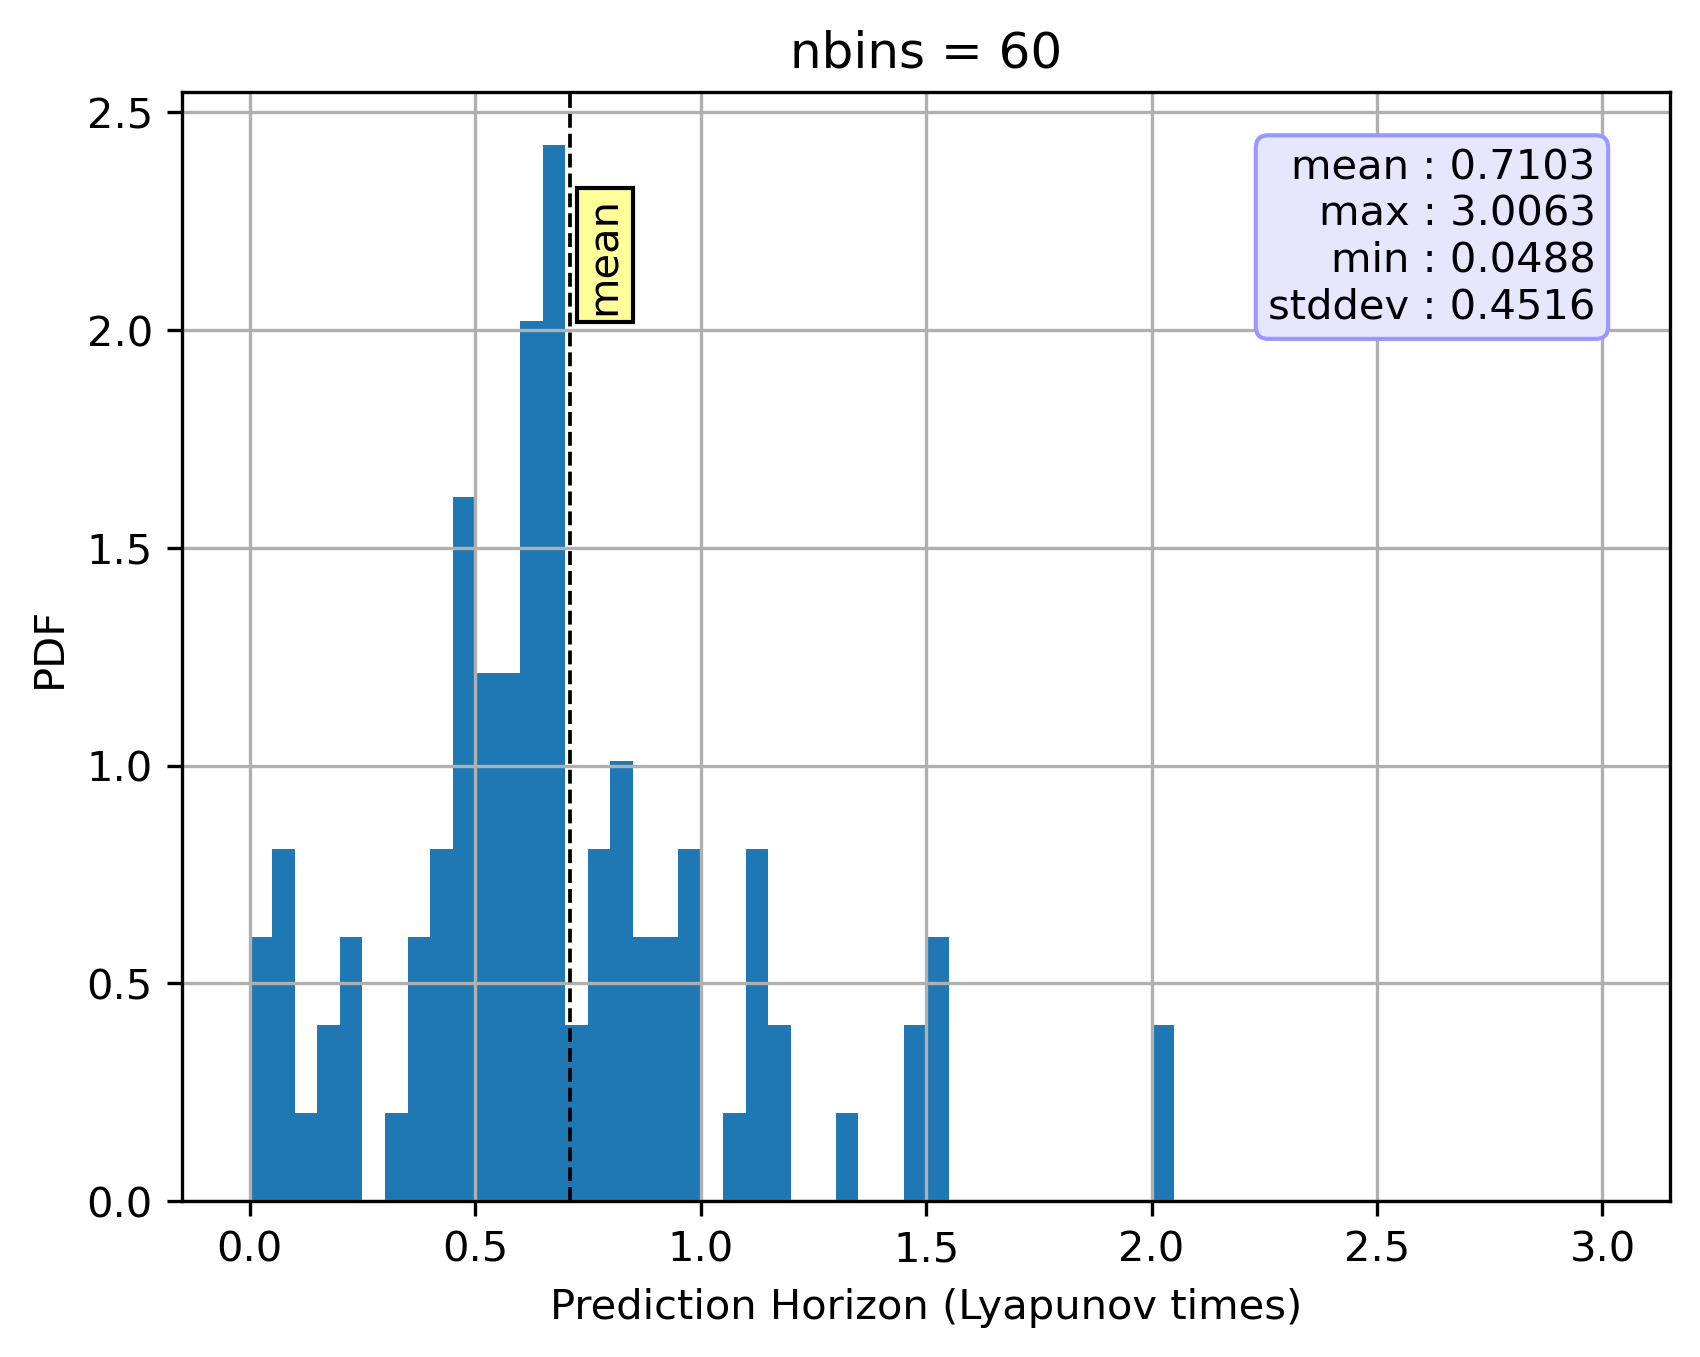 nbins = 60
2.5
2.0
1.5
1.0
0.5
0.0
PDF
mean
mean : 0.7103
max : 3.0063
min : 0.0488
stddev : 0.4516
0.0 0.5 1.0 1.5 2.0 2.5 3.0
Prediction Horizon (Lyapunov times)